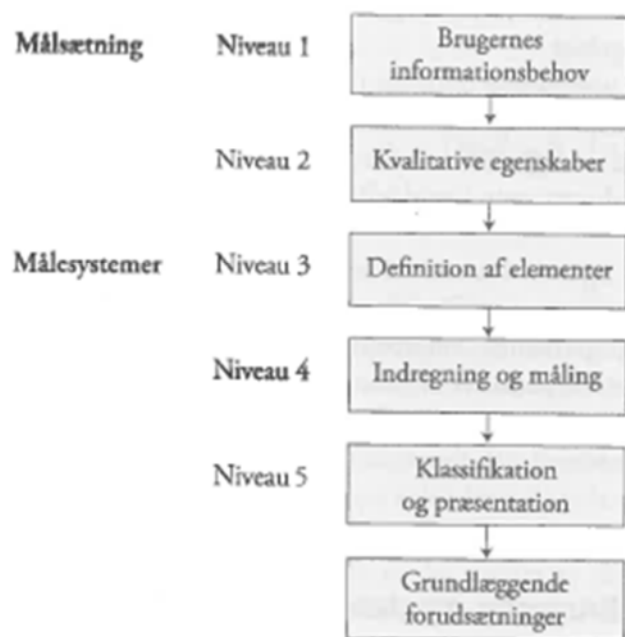 Målsætning Niveau 1 Brugernes
informationsbehov
Niveau 2 Kvalitative egenskaber
Målesystemer Niveau 3 Definition af elementer
Niveau 4 Indregning og måling
Niveau 5 Klassifikation
og præsentation
Grundlæggende
forudsætninger